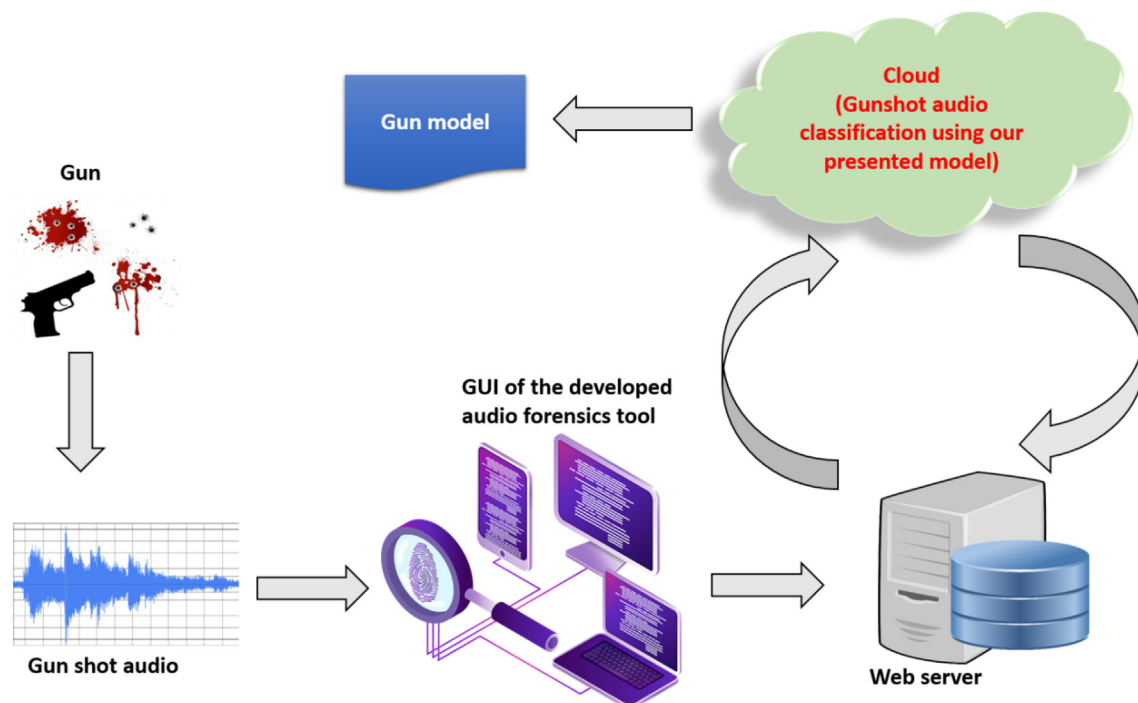 Cloud
(Gunshot audio
classification using our
presented model)
Gun model
Gun
GUI of the developed
audio forensics tool
Gun shot audio
Web server